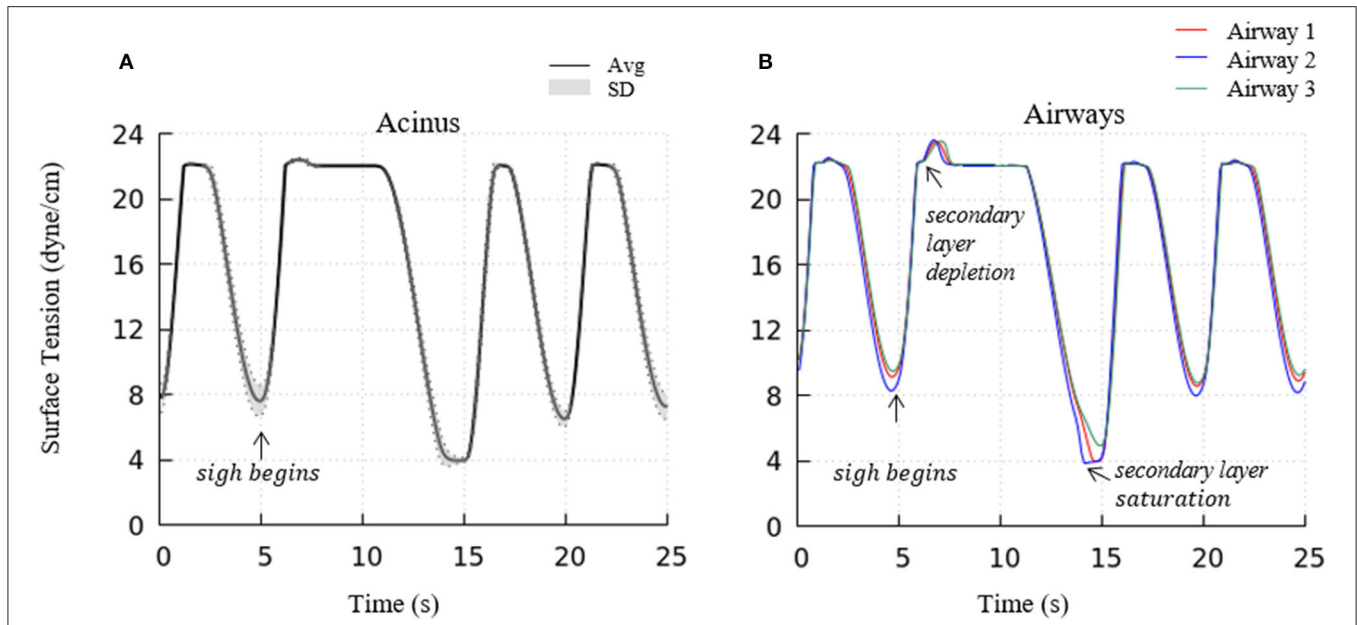 A
Avg
SD
Acinus
Surface Tension (dyne/cm)
24
20
16
12
8
4
0
sigh begins
0 5 10 15 20 25
Time (s)
B
Airway 1
Airway 2
Airway 3
Airways
24
20
16
12
8
4
0
secondary
layer
depletion
sigh begins
secondary layer
saturation
0 5 10 15 20 25
Time (s)